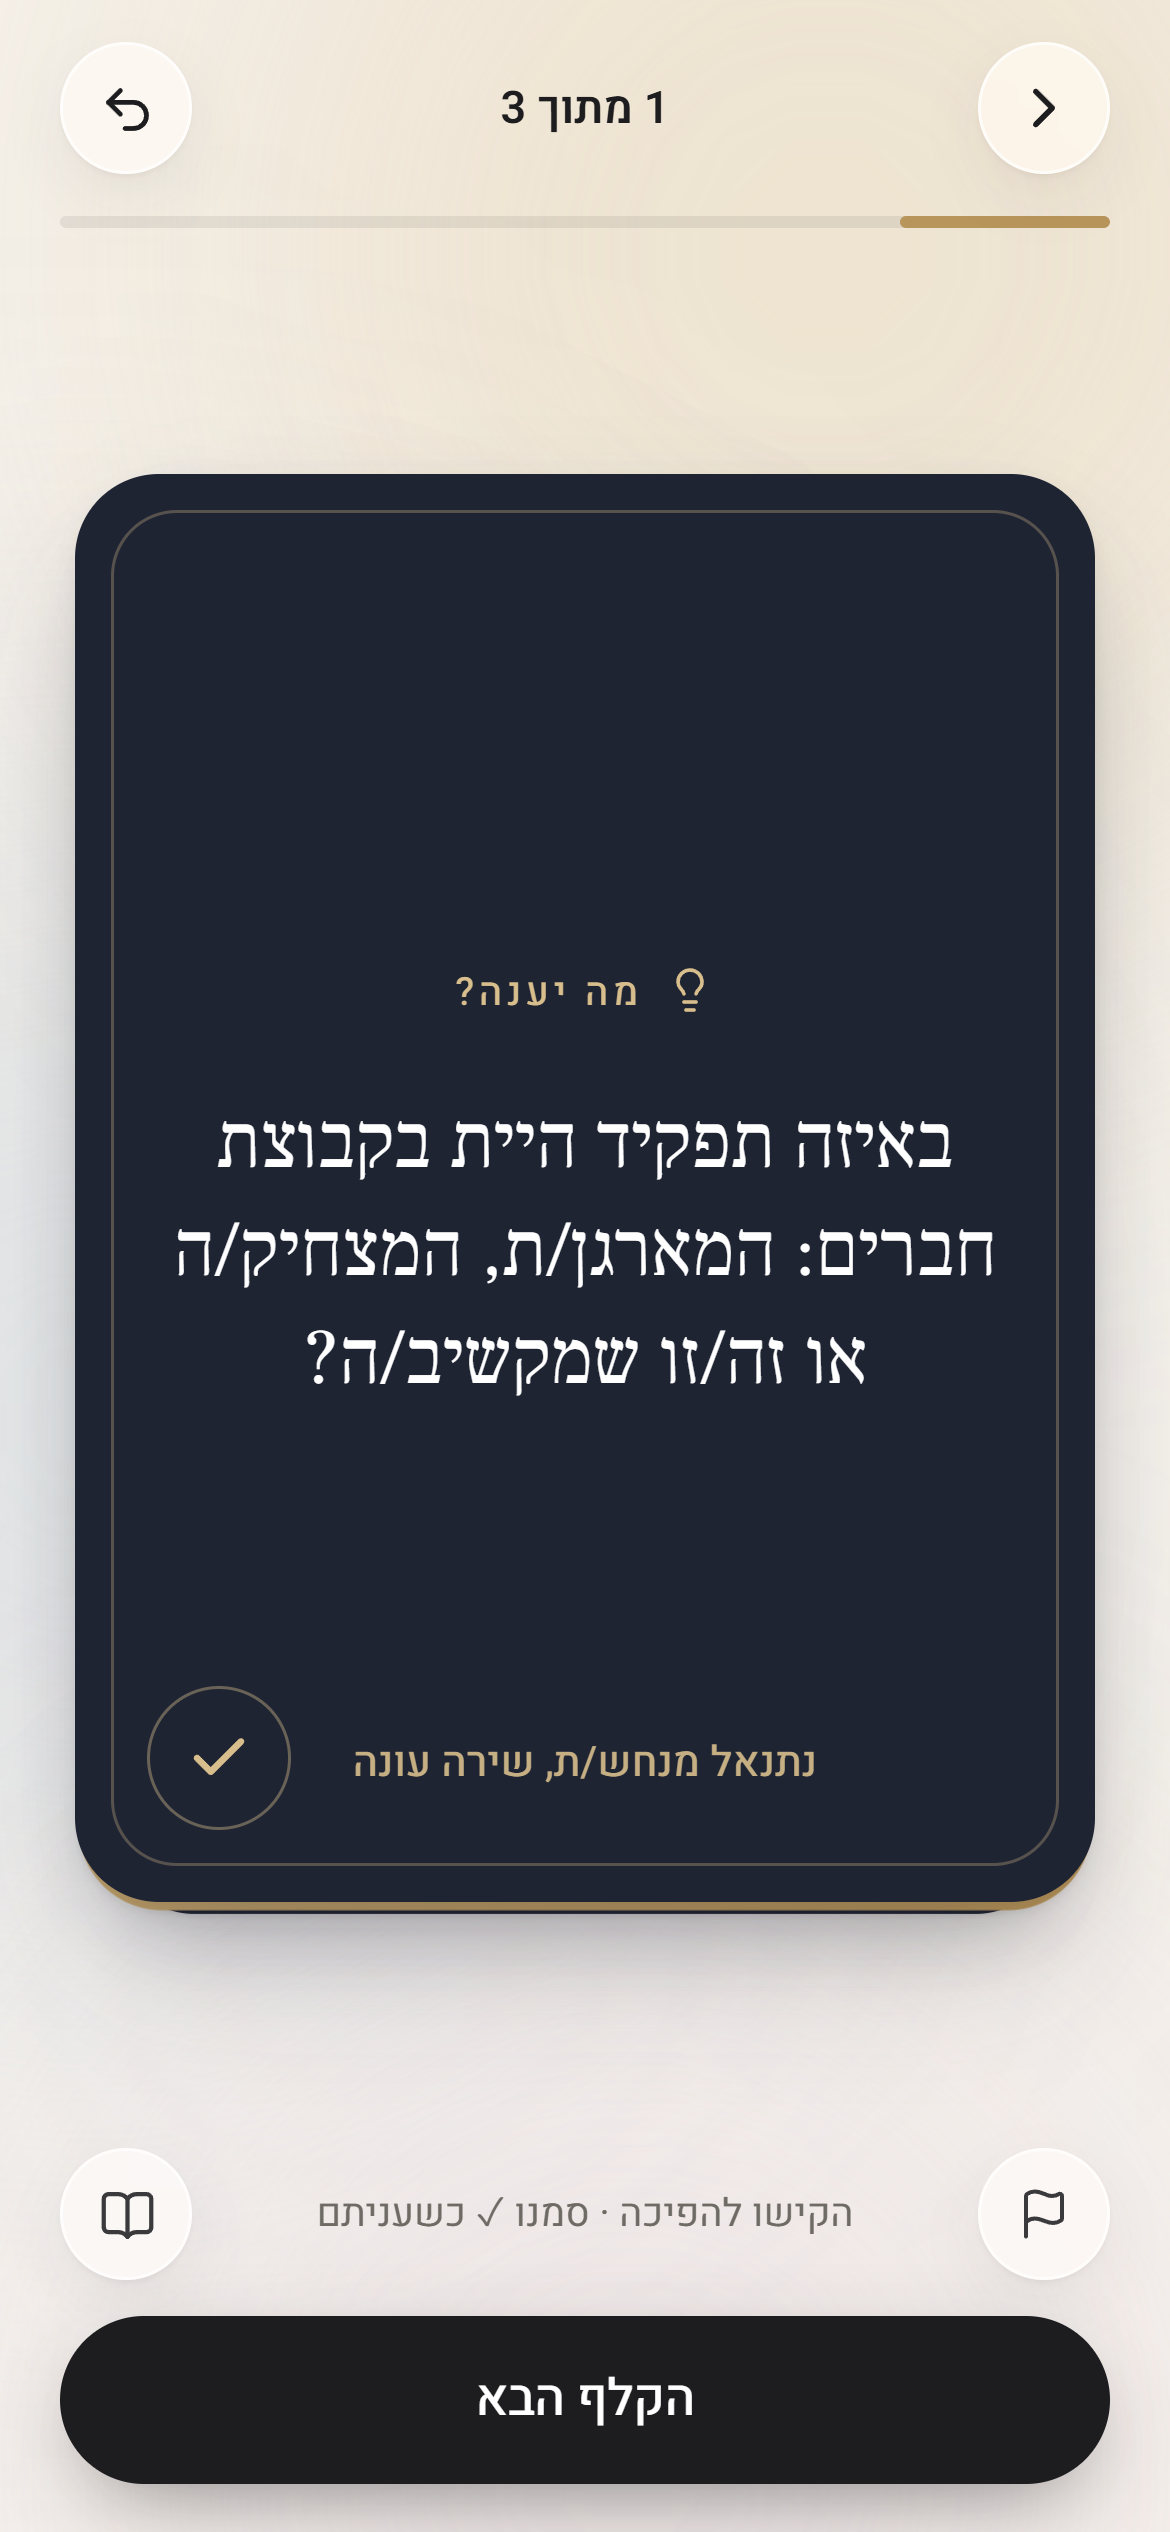 1 מתוך 3
מה יענה?
באיזה תפקיד היית בקבוצת
חברים: המארגן/ת, המצחיק/ה
או זה/זו שמקשיב/ה?
נתנאל מנחש/ת, שירה עונה
הקישו להפיכה · סמנו ✓ כשעניתם
הקלף הבא